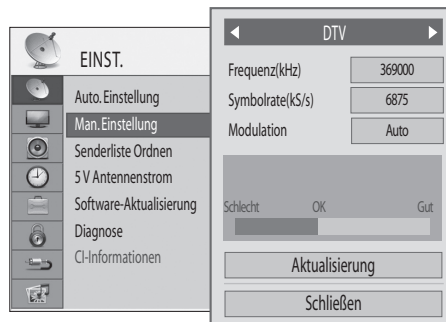 EINST.
Auto. Einstellung
Man. Einstellung
Senderliste Ordnen
5 V Antennenstrom
Software-Aktualisierung
Diagnose
CI-Informationen
DTV
Frequenz(kHz) 369000
Symbolrate(kS/s) 6875
Modulation Auto
Schlecht OK Gut
Aktualisierung
Schließen